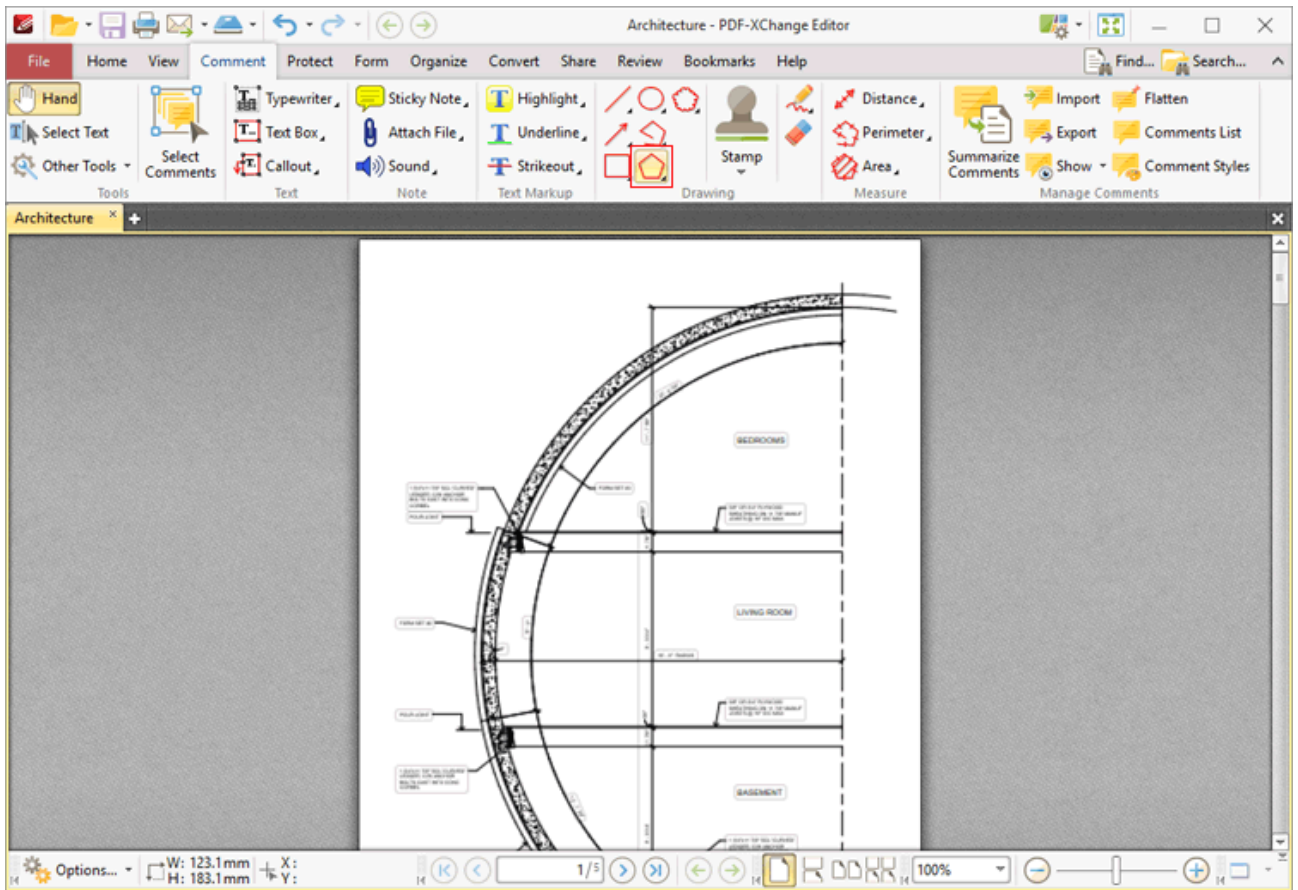 Architecture - PDF-XChange Editor
File Home View Comment Protect Form Organize Convert Share Review Bookmarks Help Find... Search...
Hand Typewriter Sticky Note Highlight Distance Import Flatten
Select Text Text Box Attach File Underline Perimeter Export Comments List
Other Tools Select Comments Callout Sound Strikeout Stamp Area Summarize Comments Show Comment Styles
Tools Text Note Text Markup Drawing Measure Manage Comments
Architecture
BEDROOMS
LIVING ROOM
BASEMENT
Options... W: 123.1mm X: 1/5 100%
H: 183.1mm Y: